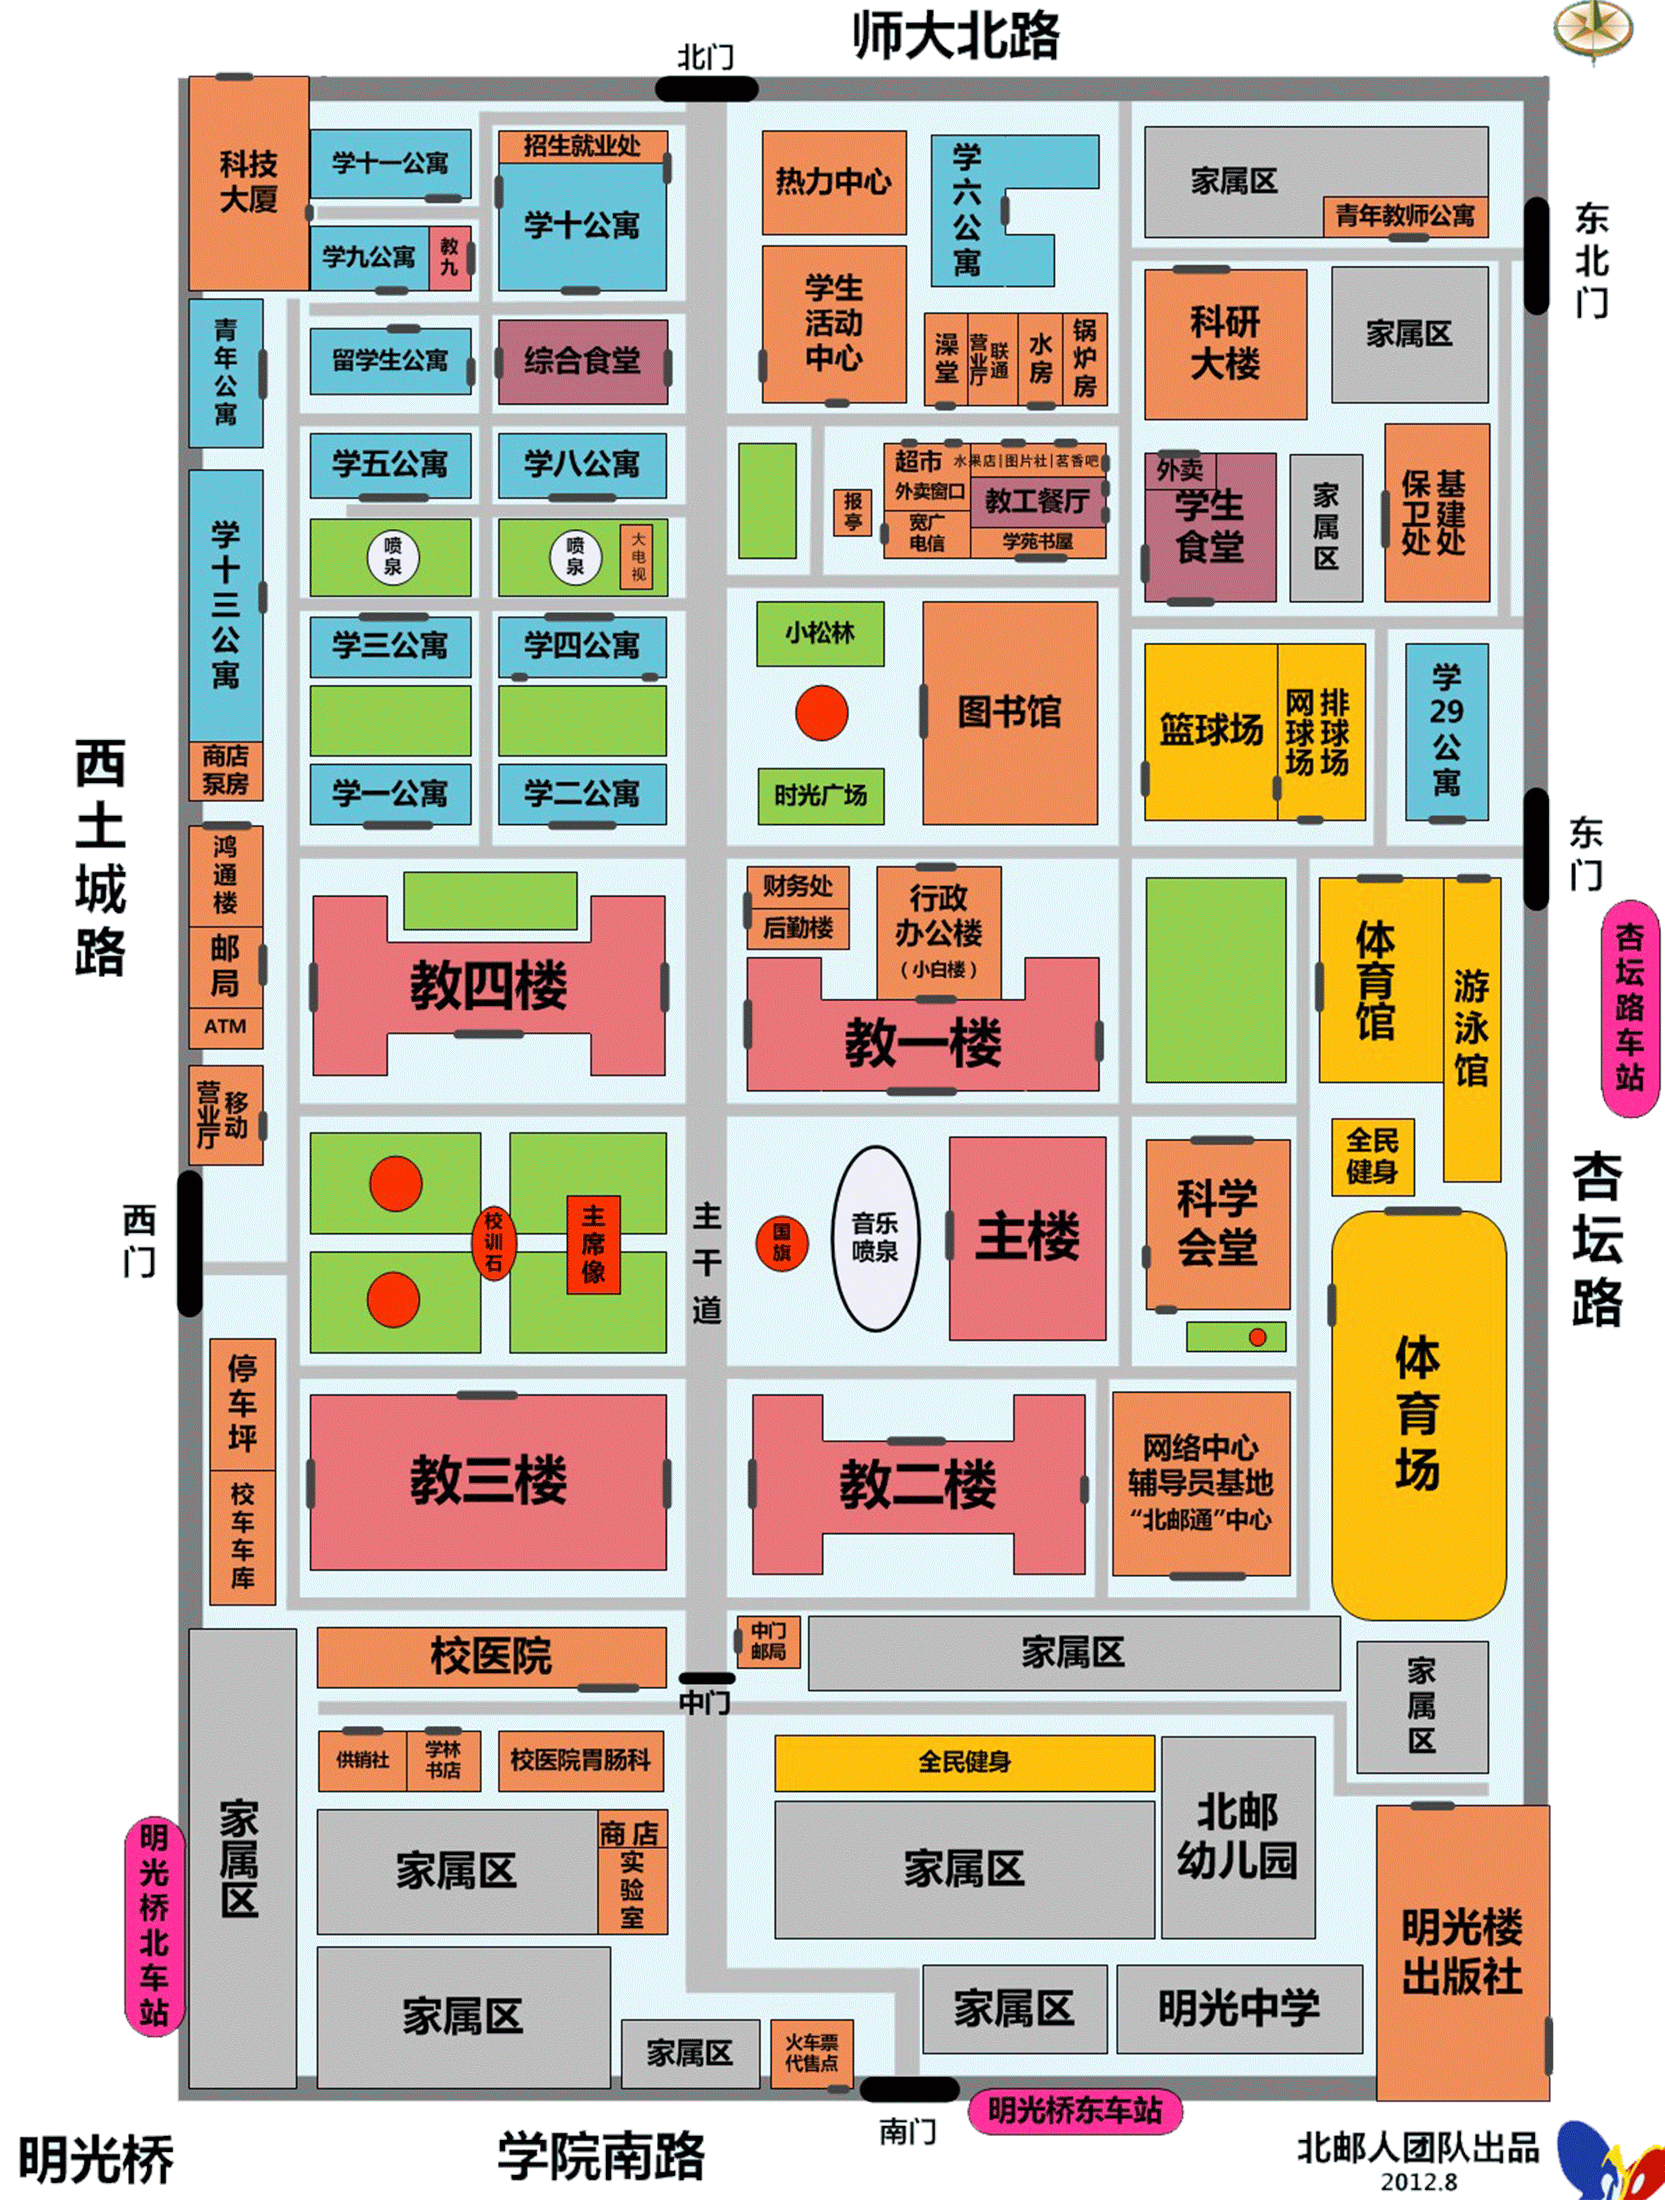 师大北路
北门
科技
大厦
学十一公寓
招生就业处
学十公寓
学九公寓
教九
热力中心
学六公寓
家属区
青年教师公寓
东北门
青年公寓
留学生公寓
综合食堂
学生
活动
中心
澡堂
营业厅
联通
水房
锅炉房
科研
大楼
家属区
学五公寓
学八公寓
喷泉
喷泉
大电视
报亭
超市
水果店|图片社|茗香吧
外卖窗口
教工餐厅
宽广
电信
学苑书屋
外卖
学生
食堂
家属区
保卫处
基建处
学十三公寓
商店
泵房
学三公寓
学四公寓
学一公寓
学二公寓
小松林
时光广场
图书馆
篮球场
网球场
排球场
学29公寓
东门
西土城路
鸿通楼
邮局
ATM
营业厅
移动
教四楼
财务处
后勤楼
行政
办公楼
（小白楼）
教一楼
体育馆
游泳馆
杏坛路车站
全民
健身
西门
校训石
主席像
主干道
国旗
音乐
喷泉
主楼
科学
会堂
杏坛路
体育场
停车坪
校车车库
教三楼
教二楼
网络中心
辅导员基地
“北邮通”中心
校医院
中门
邮局
家属区
家属区
中门
供销社
学林
书店
校医院胃肠科
全民健身
北邮
幼儿园
家属区
家属区
商店
实验室
家属区
明光桥北车站
家属区
家属区
火车票
代售点
家属区
明光中学
明光楼
出版社
南门
明光桥东车站
明光桥
学院南路
北邮人团队出品
2012.8